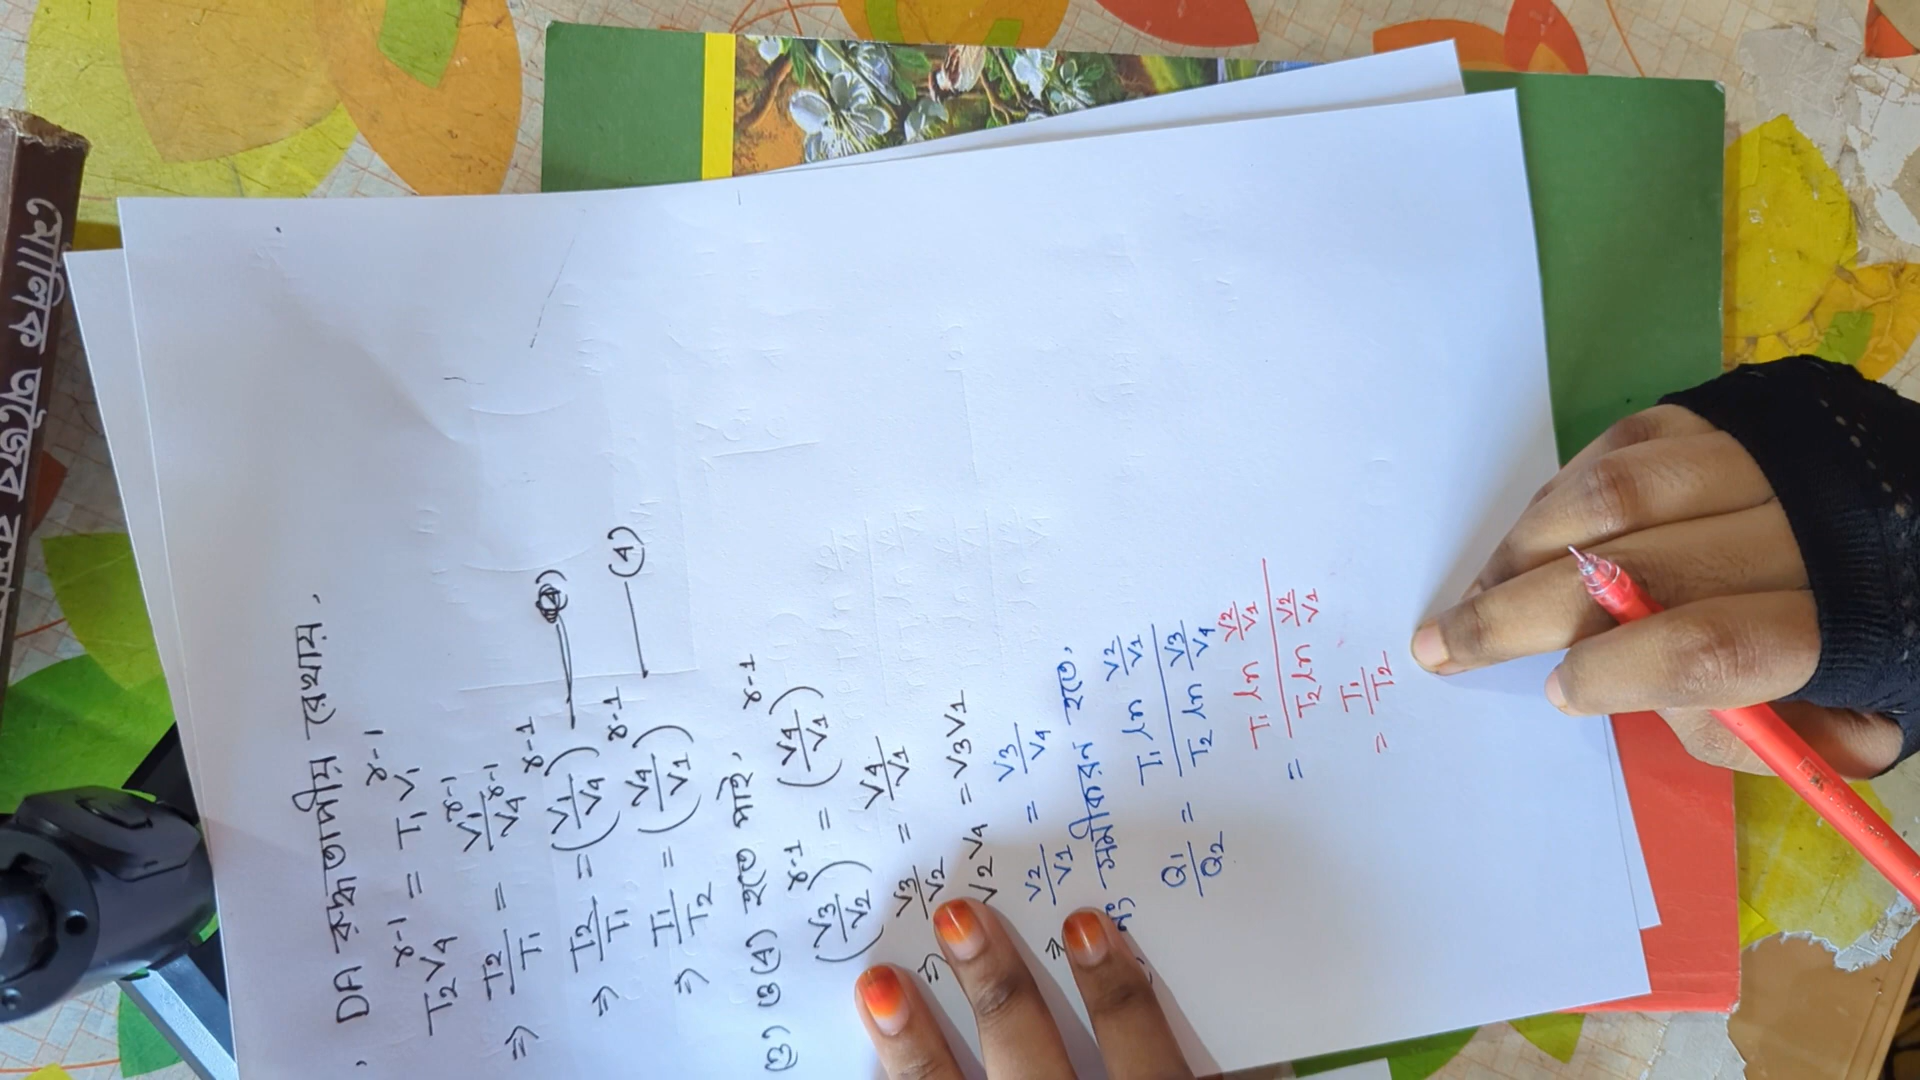 DA রুদ্ধতাপীয় রেখায়,
T₂V₄^γ-1 = T₁V₁^γ-1
⇒ T₂/T₁ = V₁^γ-1/V₄^γ-1
⇒ T₂/T₁ = (V₁/V₄)^γ-1
⇒ T₁/T₂ = (V₄/V₁)^γ-1 —(4)
(৩) ও (4) হতে পাই,
(V₃/V₂)^γ-1 = (V₄/V₁)^γ-1
⇒ V₃/V₂ = V₄/V₁
V₂V₄ = V₃V₁
⇒ V₂/V₁ = V₃/V₄
নং সমীকরন হতে,
Q₁/Q₂ = T₁ ln V₂/V₁ / T₂ ln V₃/V₄
= T₁ ln V₂/V₁ / T₂ ln V₂/V₁
= T₁/T₂
মৌলিক অর্জেব